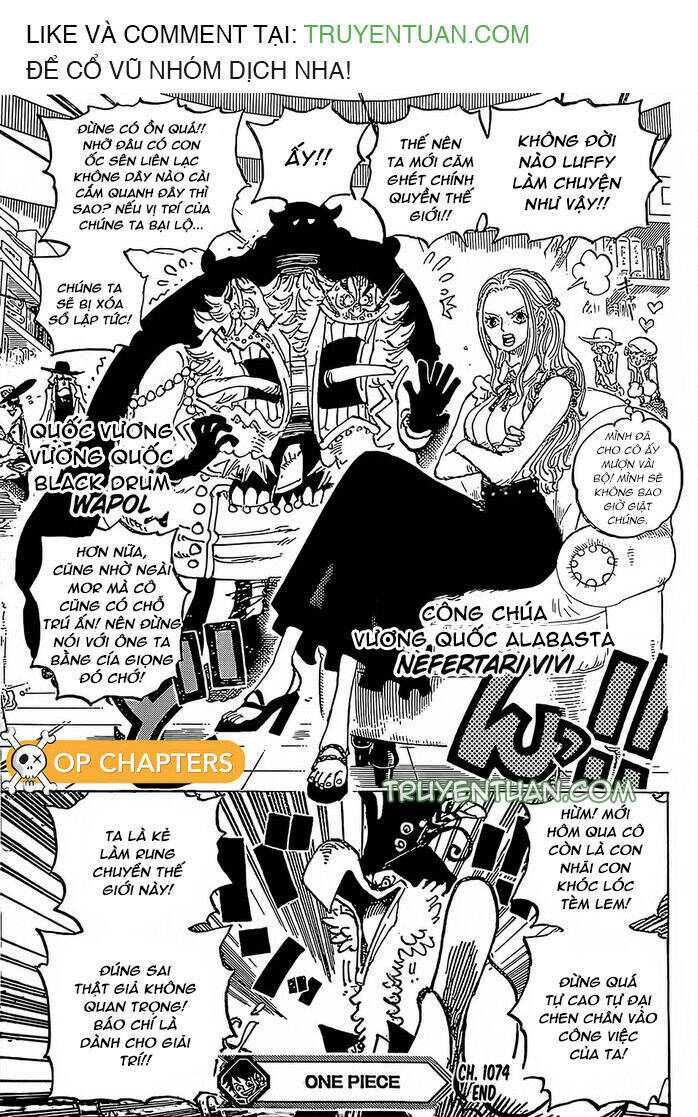 LIKE VÀ COMMENT TẠI: TRUYENTUAN.COM
ĐỂ CỔ VŨ NHÓM DỊCH NHA!
KHÔNG ĐỜI
NÀO LUFFY
LÀM CHUYỆN
NHƯ VẬY!!
THẾ NÊN
TA MỚI CĂM
GHÉT CHÍNH
QUYỀN THẾ
GIỚI!!
ẤY!!
ĐỪNG CÓ ỒN QUÁ!!
NHỠ ĐÂU CÓ CON
ỐC SÊN LIÊN LẠC
KHÔNG DÂY NÀO CÀI
CẮM QUANH ĐÂY THÌ
SAO? NẾU VỊ TRÍ CỦA
CHÚNG TA BẠI LỘ...
CHÚNG TA
SẼ BỊ XÓA
SỔ LẬP TỨC!
MÌNH ĐÃ
CHO CÔ ẤY
MƯỢN VÀI
BỘ! MÌNH SẼ
KHÔNG BAO
GIỜ GIẶT
CHÚNG.
QUỐC VƯƠNG
VƯƠNG QUỐC
BLACK DRUM
WAPOL
HƠN NỮA,
CŨNG NHỜ NGÀI
MOR MÀ CÔ
CŨNG CÓ CHỖ
TRÚ ẨN! NÊN ĐỪNG
NÓI VỚI ÔNG TA
BẰNG CÍA GIỌNG
ĐÓ CHỚ!
CÔNG CHÚA
VƯƠNG QUỐC ALABASTA
NEFERTARI VIVI
OP CHAPTERS
TRUYENTUAN.COM
HỪM! MỚI
HÔM QUA CÔ
CÒN LÀ CON
NHÃI CON
KHÓC LÓC
TÈM LEM!
ĐỪNG QUÁ
TỰ CAO TỰ ĐẠI
CHEN CHÂN VÀO
CÔNG VIỆC
CỦA TA!
TA LÀ KẺ
LÀM RUNG
CHUYỂN THẾ
GIỚI NÀY!
ĐÚNG SAI
THẬT GIẢ KHÔNG
QUAN TRỌNG!
BÁO CHÍ LÀ
DÀNH CHO GIẢI
TRÍ!!
ONE PIECE
CH. 1074
END